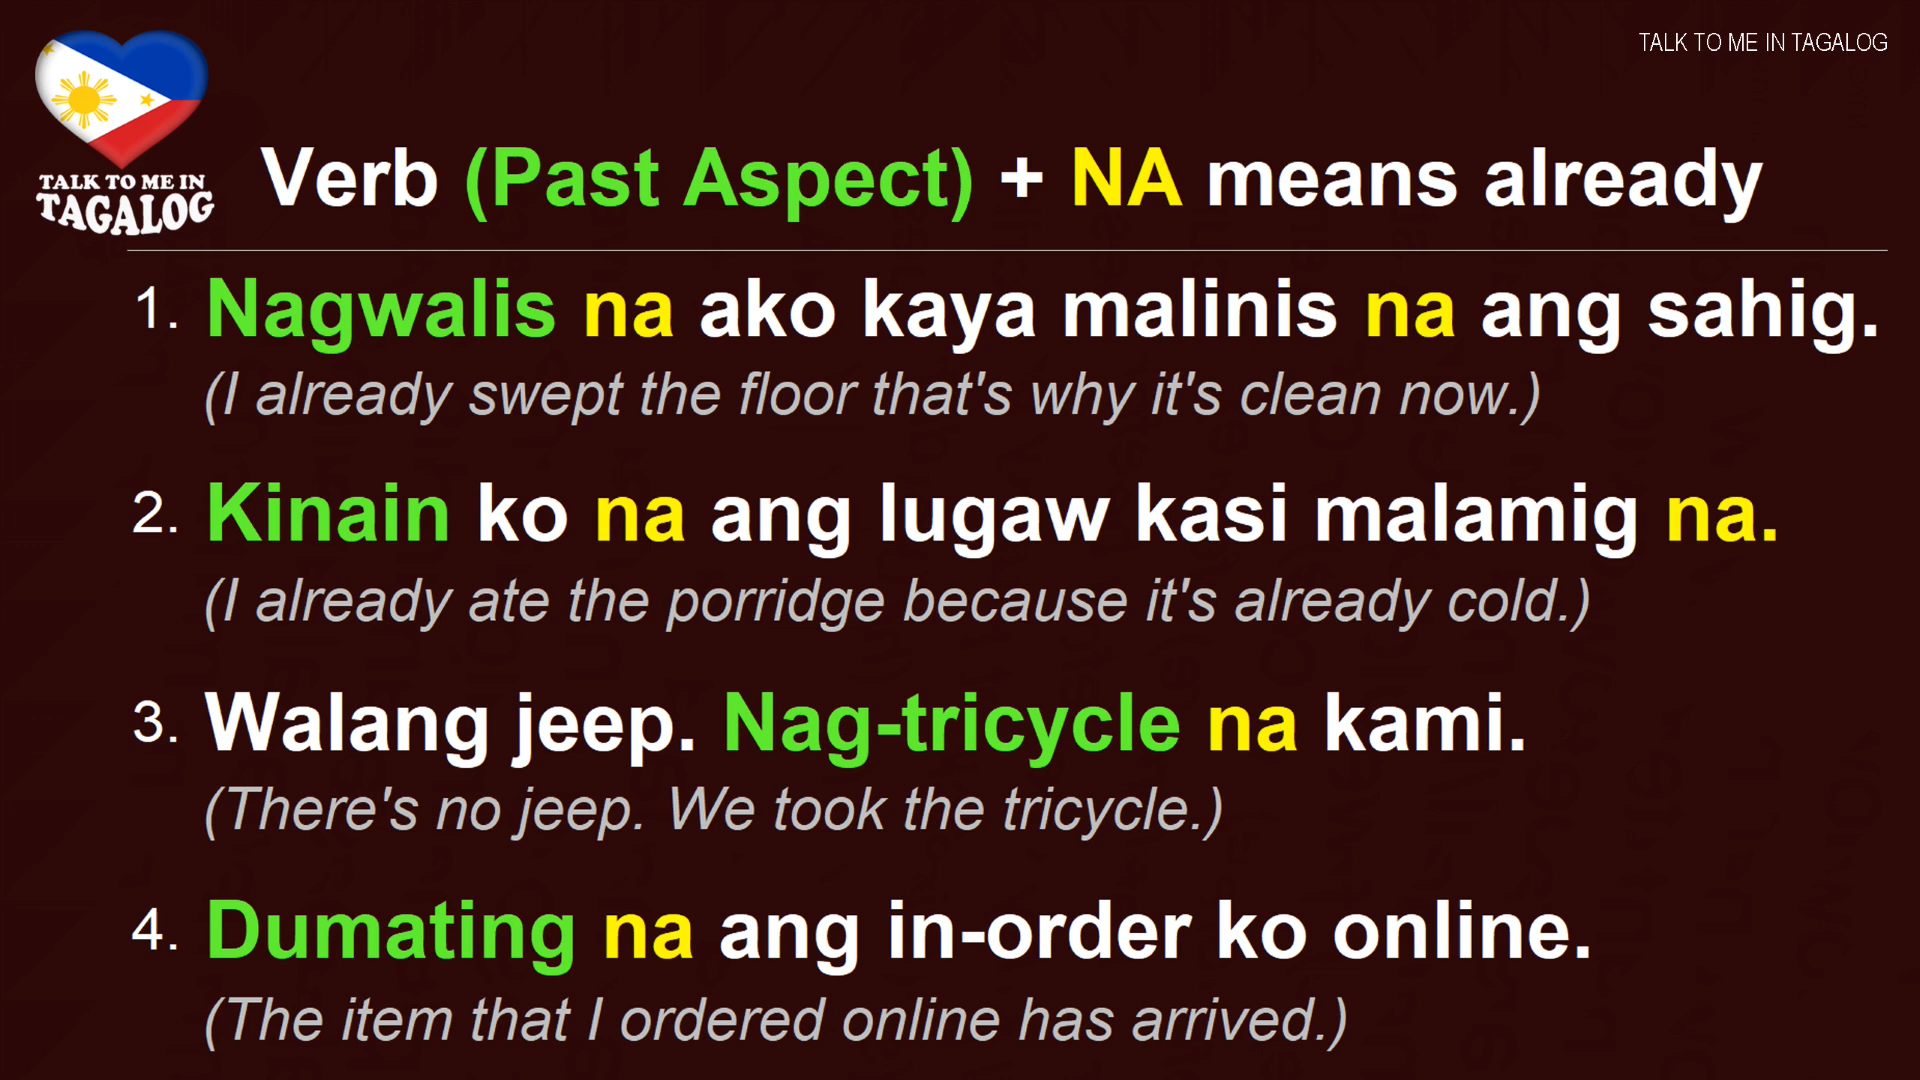 TALK TO ME IN TAGALOG
TALK TO ME IN
TAGALOG
Verb (Past Aspect) + NA means already
1. Nagwalis na ako kaya malinis na ang sahig.
(I already swept the floor that's why it's clean now.)
2. Kinain ko na ang lugaw kasi malamig na.
(I already ate the porridge because it's already cold.)
3. Walang jeep. Nag-tricycle na kami.
(There's no jeep. We took the tricycle.)
4. Dumating na ang in-order ko online.
(The item that I ordered online has arrived.)